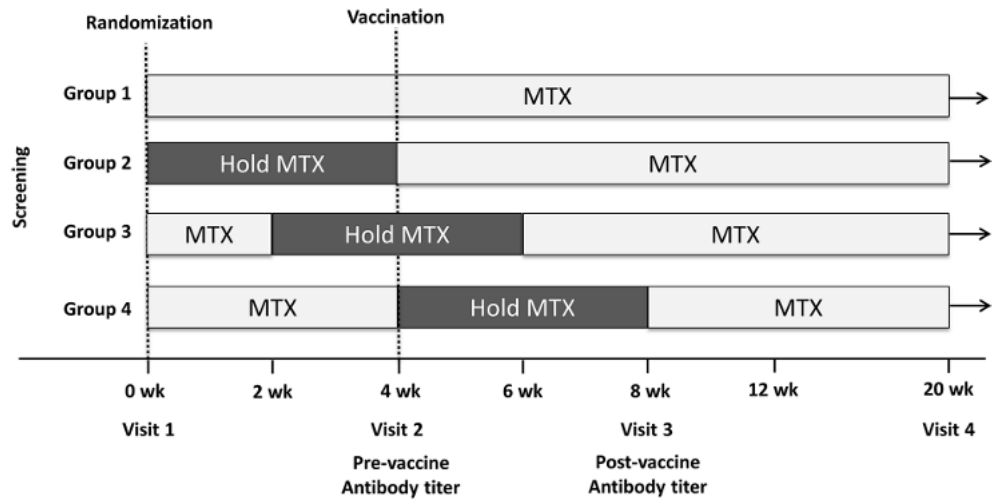 Randomization
Vaccination
Screening
Group 1
MTX
Group 2
Hold MTX
MTX
Group 3
MTX
Hold MTX
MTX
Group 4
MTX
Hold MTX
MTX
0 wk
2 wk
4 wk
6 wk
8 wk
12 wk
20 wk
Visit 1
Visit 2
Visit 3
Visit 4
Pre-vaccine
Antibody titer
Post-vaccine
Antibody titer